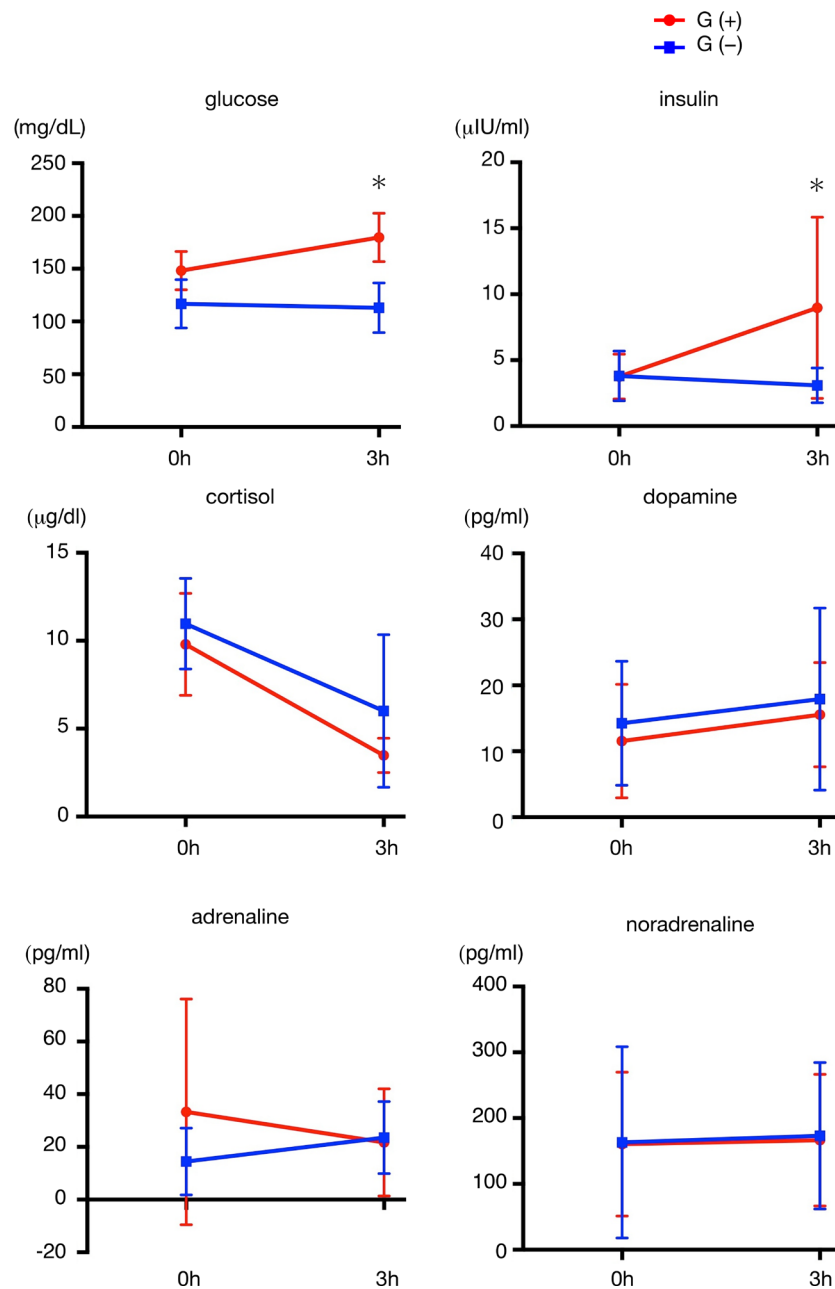 G (+)
G (–)
glucose
(mg/dL)
250
200
150
100
50
0
0h 3h
*
insulin
(μIU/ml)
20
15
10
5
0
0h 3h
*
cortisol
(μg/dl)
15
10
5
0
0h 3h
dopamine
(pg/ml)
40
30
20
10
0
0h 3h
adrenaline
(pg/ml)
80
60
40
20
0
-20
0h 3h
noradrenaline
(pg/ml)
400
300
200
100
0
0h 3h